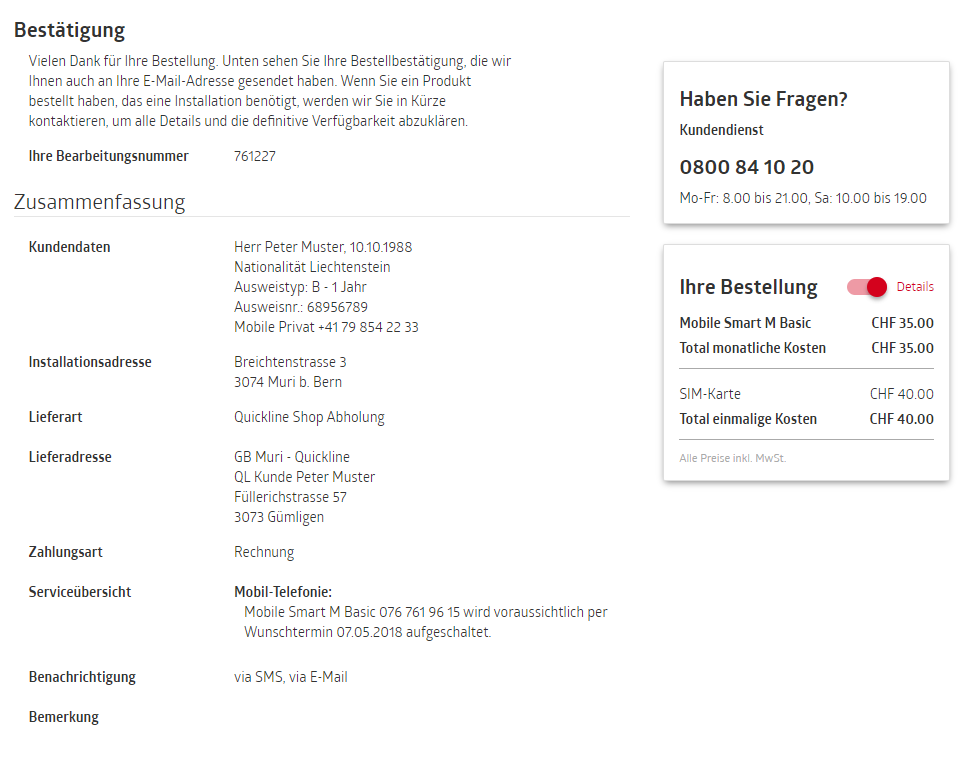 Bestätigung
Vielen Dank für Ihre Bestellung. Unten sehen Sie Ihre Bestellbestätigung, die wir
Ihnen auch an Ihre E-Mail-Adresse gesendet haben. Wenn Sie ein Produkt
bestellt haben, das eine Installation benötigt, werden wir Sie in Kürze
kontaktieren, um alle Details und die definitive Verfügbarkeit abzuklären.
Ihre Bearbeitungsnummer 761227
Zusammenfassung
Kundendaten Herr Peter Muster, 10.10.1988
Nationalität Liechtenstein
Ausweistyp: B - 1 Jahr
Ausweisnr.: 68956789
Mobile Privat +41 79 854 22 33
Installationsadresse Breichtenstrasse 3
3074 Muri b. Bern
Lieferart Quickline Shop Abholung
Lieferadresse GB Muri - Quickline
QL Kunde Peter Muster
Füllerichstrasse 57
3073 Gümligen
Zahlungsart Rechnung
Serviceübersicht Mobil-Telefonie:
Mobile Smart M Basic 076 761 96 15 wird voraussichtlich per
Wunschtermin 07.05.2018 aufgeschaltet.
Benachrichtigung via SMS, via E-Mail
Bemerkung
Haben Sie Fragen?
Kundendienst
0800 84 10 20
Mo-Fr: 8.00 bis 21.00, Sa: 10.00 bis 19.00
Ihre Bestellung Details
Mobile Smart M Basic CHF 35.00
Total monatliche Kosten CHF 35.00
SIM-Karte CHF 40.00
Total einmalige Kosten CHF 40.00
Alle Preise inkl. MwSt.